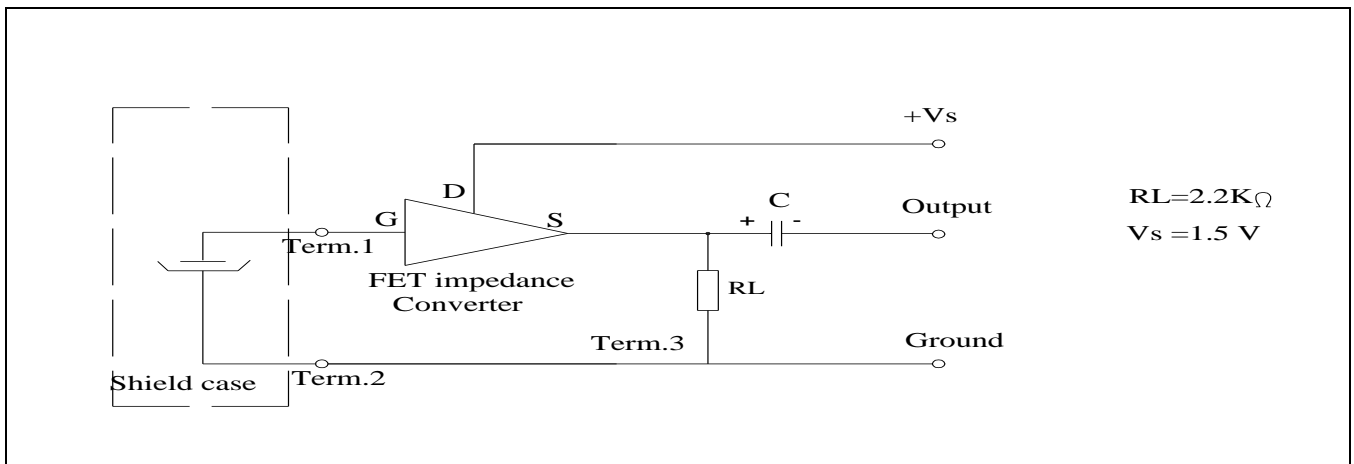 +Vs
D
C
Output
RL=2.2KΩ
G
S
+ -
Vs =1.5 V
Term.1
FET impedance
Converter
RL
Term.3
Ground
Shield case
Term.2